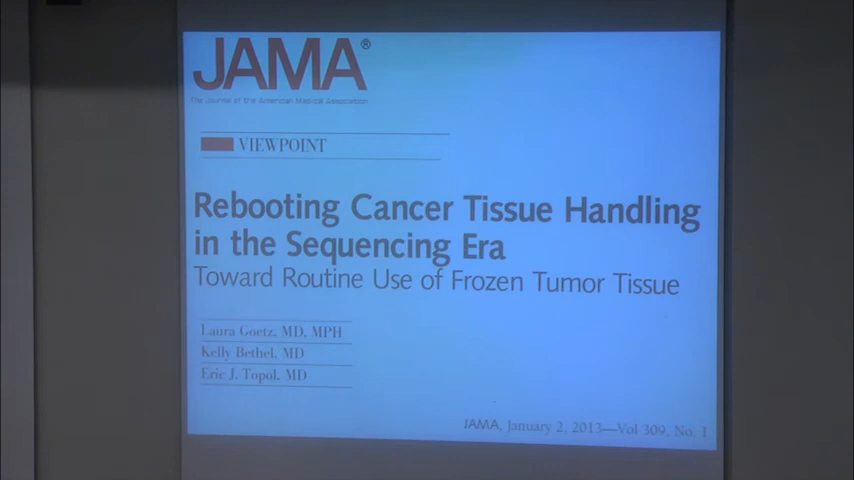 JAMA®
The Journal of the American Medical Association
VIEWPOINT
Rebooting Cancer Tissue Handling
in the Sequencing Era
Toward Routine Use of Frozen Tumor Tissue
Laura Goetz, MD, MPH
Kelly Bethel, MD
Eric J. Topol, MD
JAMA, January 2, 2013—Vol 309, No. 1